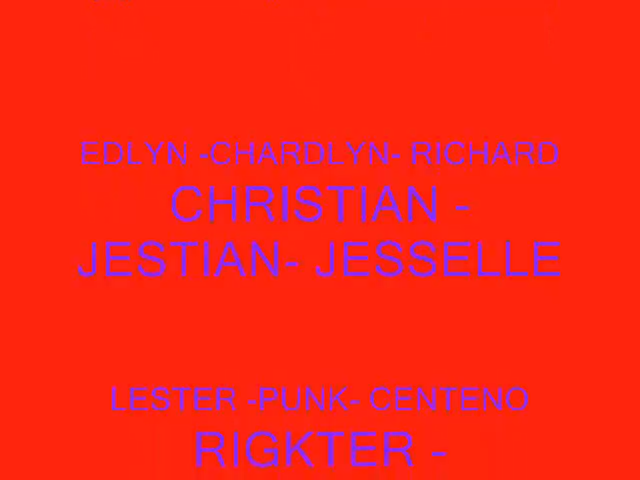 EDLYN -CHARDLYN- RICHARD
CHRISTIAN -
JESTIAN- JESSELLE
LESTER -PUNK- CENTENO
RIGKTER -